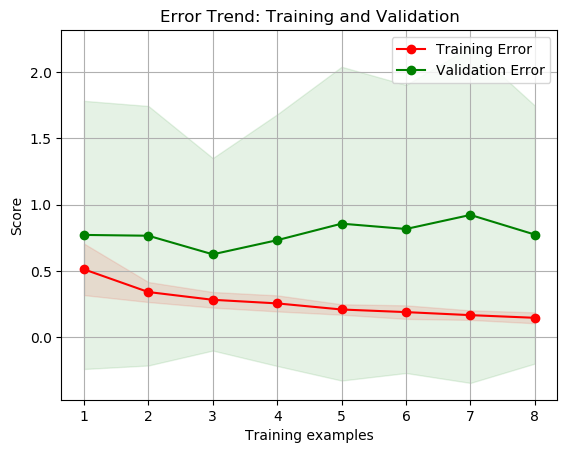 Error Trend: Training and Validation
Training Error
Validation Error
2.0
1.5
1.0
0.5
0.0
Score
1 2 3 4 5 6 7 8
Training examples